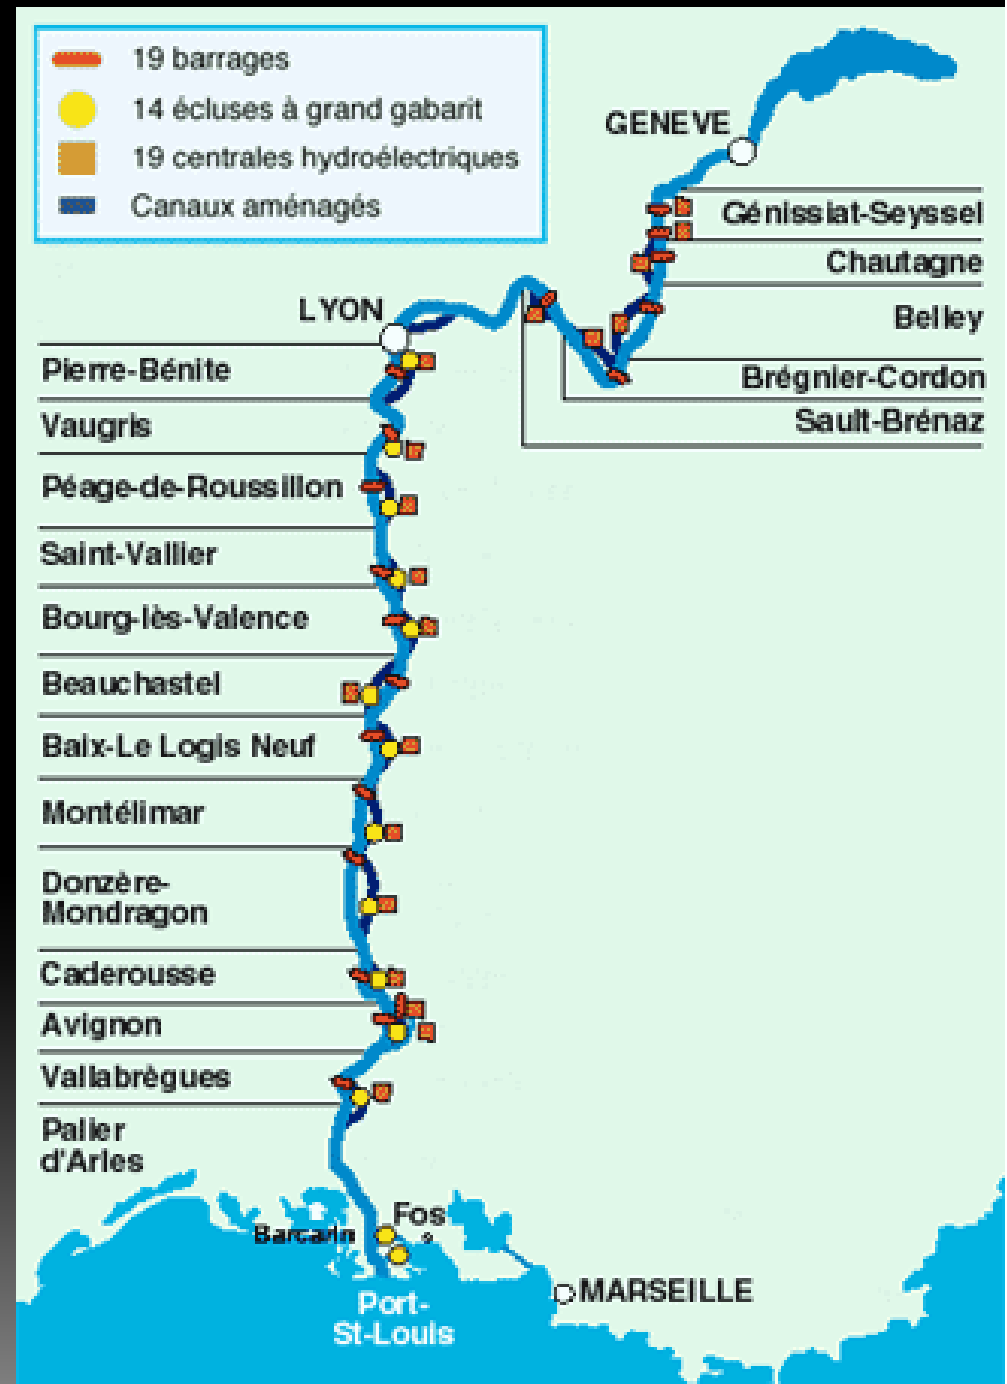 19 barrages
14 écluses à grand gabarit
19 centrales hydroélectriques
Canaux aménagés
GENEVE
Génissiat-Seyssel
Chautagne
Belley
Brégnier-Cordon
Sault-Brénaz
LYON
Pierre-Bénite
Vaugris
Péage-de-Roussillon
Saint-Vallier
Bourg-lès-Valence
Beauchastel
Baix-Le Logis Neuf
Montélimar
Donzère-
Mondragon
Caderousse
Avignon
Vallabrègues
Palier
d'Arles
Barcarin
Fos
MARSEILLE
Port-
St-Louis